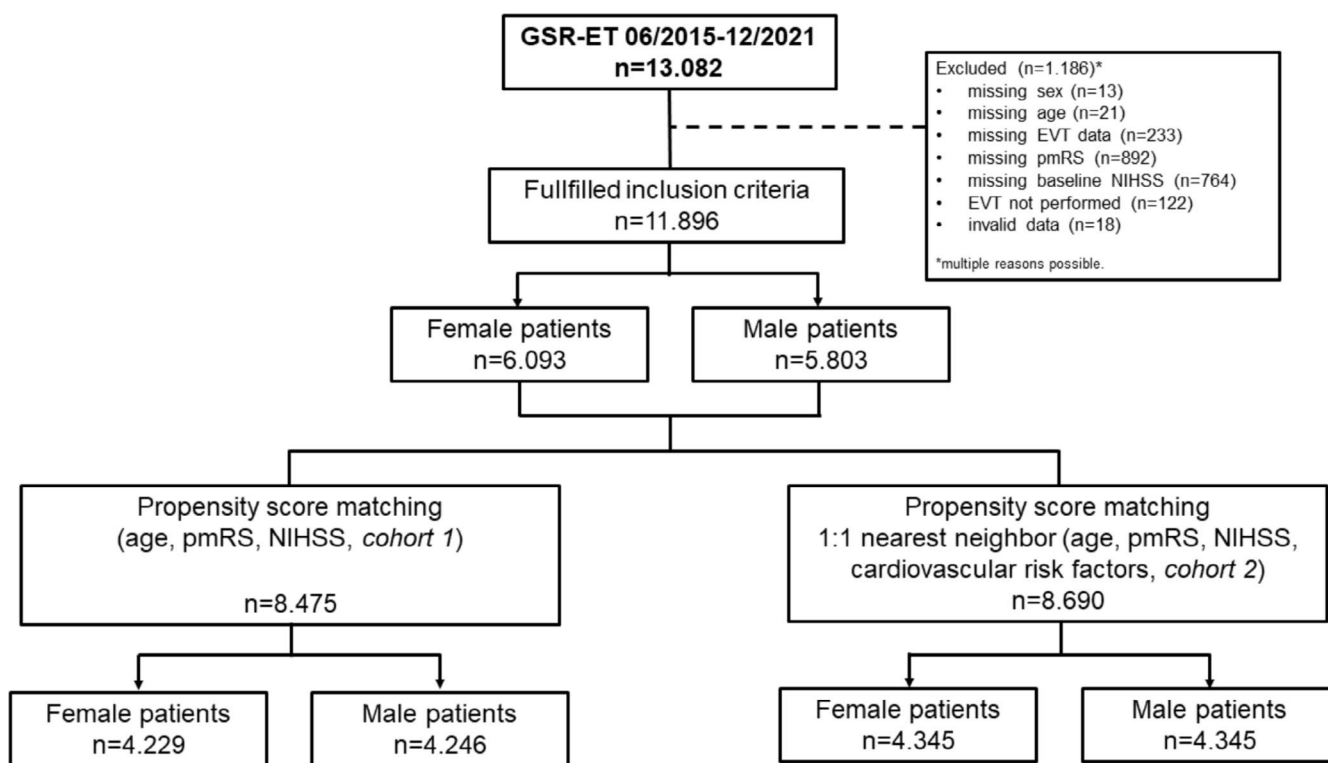 GSR-ET 06/2015-12/2021
n=13.082
Excluded (n=1.186)*
• missing sex (n=13)
• missing age (n=21)
• missing EVT data (n=233)
• missing pmRS (n=892)
• missing baseline NIHSS (n=764)
• EVT not performed (n=122)
• invalid data (n=18)
*multiple reasons possible.
Fullfilled inclusion criteria
n=11.896
Female patients
n=6.093
Male patients
n=5.803
Propensity score matching
(age, pmRS, NIHSS, cohort 1)
n=8.475
Propensity score matching
1:1 nearest neighbor (age, pmRS, NIHSS,
cardiovascular risk factors, cohort 2)
n=8.690
Female patients
n=4.229
Male patients
n=4.246
Female patients
n=4.345
Male patients
n=4.345